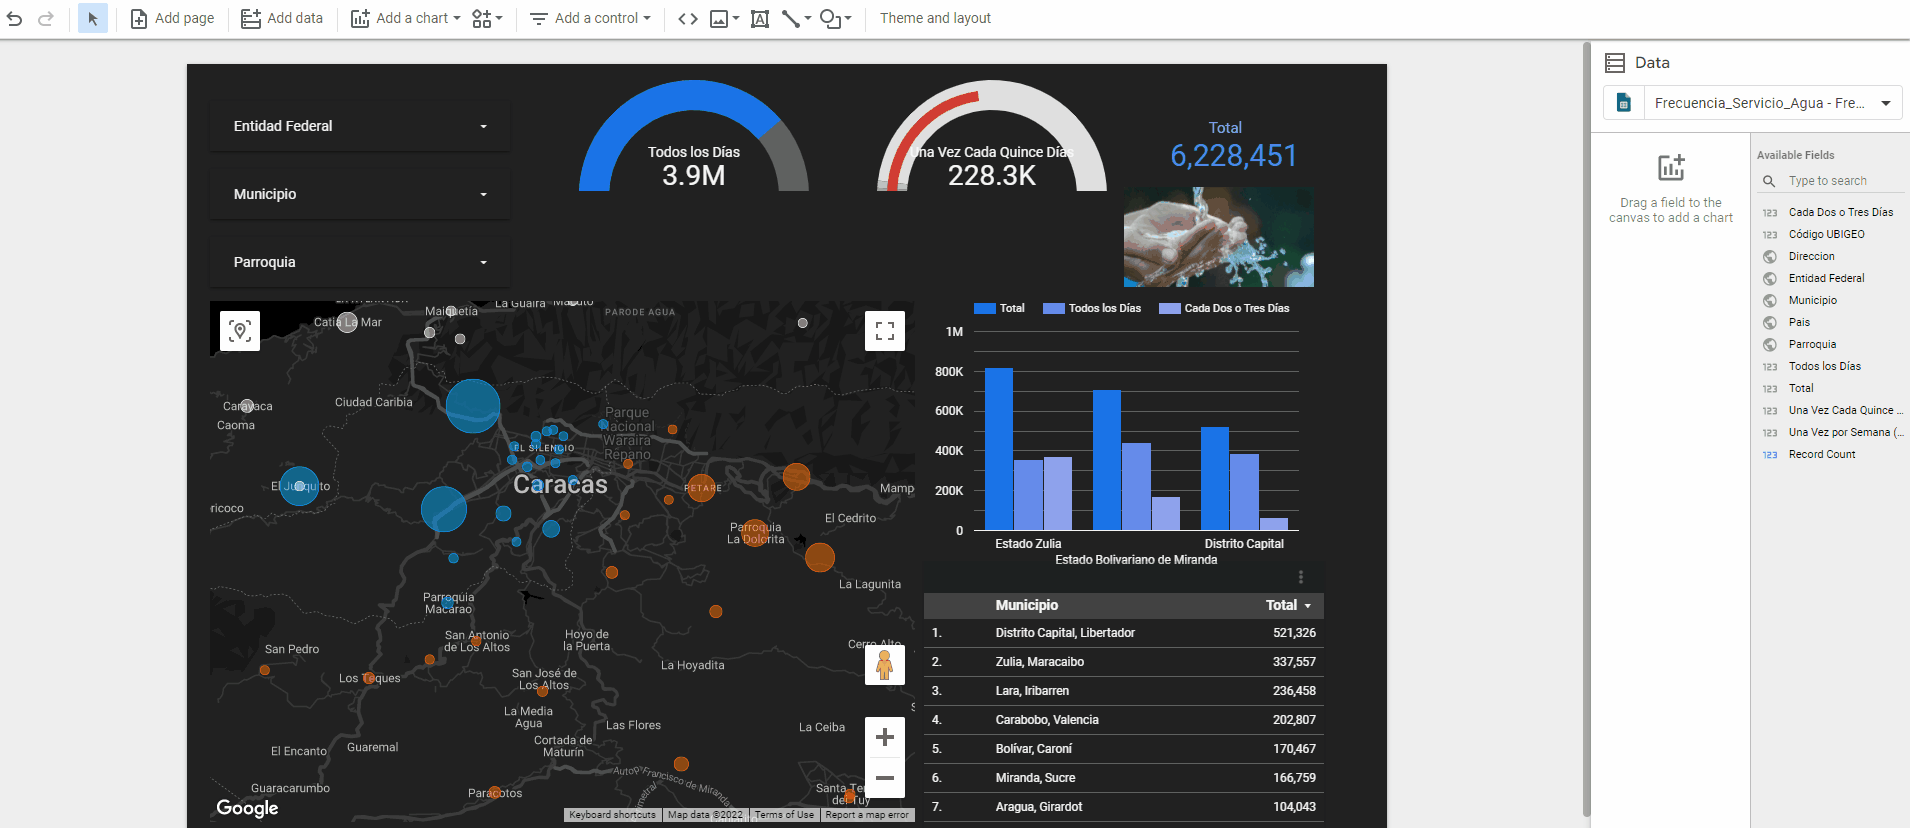 Add page
Add data
Add a chart
Add a control
Theme and layout
Data
Frecuencia_Servicio_Agua - Fre...
Drag a field to the
canvas to add a chart
Available Fields
Type to search
123 Cada Dos o Tres Días
123 Código UBIGEO
Direccion
Entidad Federal
Municipio
Pais
Parroquia
123 Todos los Días
123 Total
123 Una Vez Cada Quince ...
123 Una Vez por Semana (...
123 Record Count
Entidad Federal
Municipio
Parroquia
Todos los Días
3.9M
Una Vez Cada Quince Días
228.3K
Total
6,228,451
La Guaira
Maiquetía
Catia La Mar
PARODE AGUA
Carayaca
Caoma
Ciudad Caribia
Parque
Nacional
Waraira
Repano
EL SILENCIO
Caracas
El Junquito
PETARE
Mamp
ricoco
El Cedrito
Parroquia
La Dolorita
La Lagunita
Parroquia
Macarao
San Antonio
de Los Altos
Hoyo de
la Puerta
Cerro Alto
San Pedro
La Hoyadita
Los Teques
San José de
Los Altos
La Media
Agua
Las Flores
La Ceiba
Cortada de
Maturín
El Encanto
Guaremal
Guaracarumbo
Paracotos
Autop Francisco de Miranda
Santa Te
del Tuy
Google
Keyboard shortcuts
Map data ©2022
Terms of Use
Report a map error
Total
Todos los Días
Cada Dos o Tres Días
1M
800K
600K
400K
200K
0
Estado Zulia
Estado Bolivariano de Miranda
Distrito Capital
Municipio Total
1. Distrito Capital, Libertador 521,326
2. Zulia, Maracaibo 337,557
3. Lara, Iribarren 236,458
4. Carabobo, Valencia 202,807
5. Bolívar, Caroní 170,467
6. Miranda, Sucre 166,759
7. Aragua, Girardot 104,043